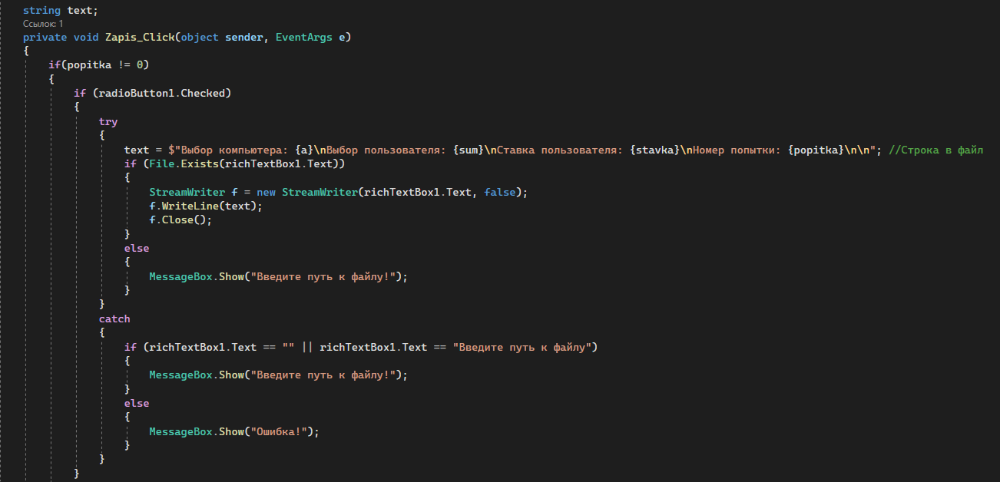 string text;
Ссылок: 1
private void Zapis_Click(object sender, EventArgs e)
{
if(popitka != 0)
{
if (radioButton1.Checked)
{
try
{
text = $"Выбор компьютера: {a}\nВыбор пользователя: {sum}\nСтавка пользователя: {stavka}\nНомер попытки: {popitka}\n\n"; //Строка в файл
if (File.Exists(richTextBox1.Text))
{
StreamWriter f = new StreamWriter(richTextBox1.Text, false);
f.WriteLine(text);
f.Close();
}
else
{
MessageBox.Show("Введите путь к файлу!");
}
}
catch
{
if (richTextBox1.Text == "" || richTextBox1.Text == "Введите путь к файлу")
{
MessageBox.Show("Введите путь к файлу!");
}
else
{
MessageBox.Show("Ошибка!");
}
}
}